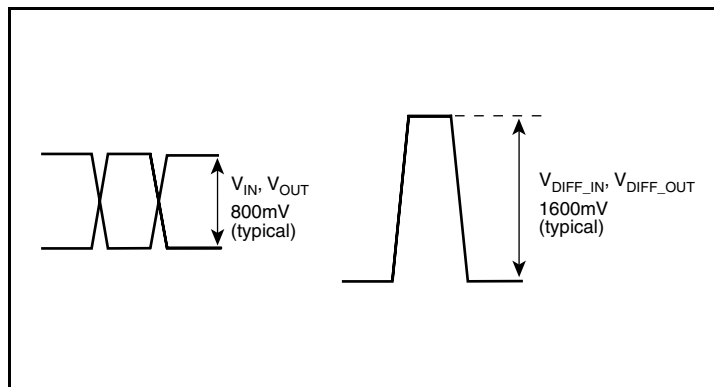 V_IN, V_OUT
800mV
(typical)
V_DIFF_IN, V_DIFF_OUT
1600mV
(typical)